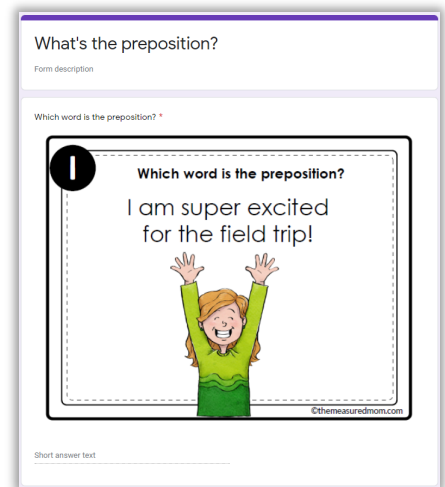 What's the preposition?
Form description
Which word is the preposition? *
1
Which word is the preposition?
I am super excited
for the field trip!
©themeasuredmom.com
Short answer text